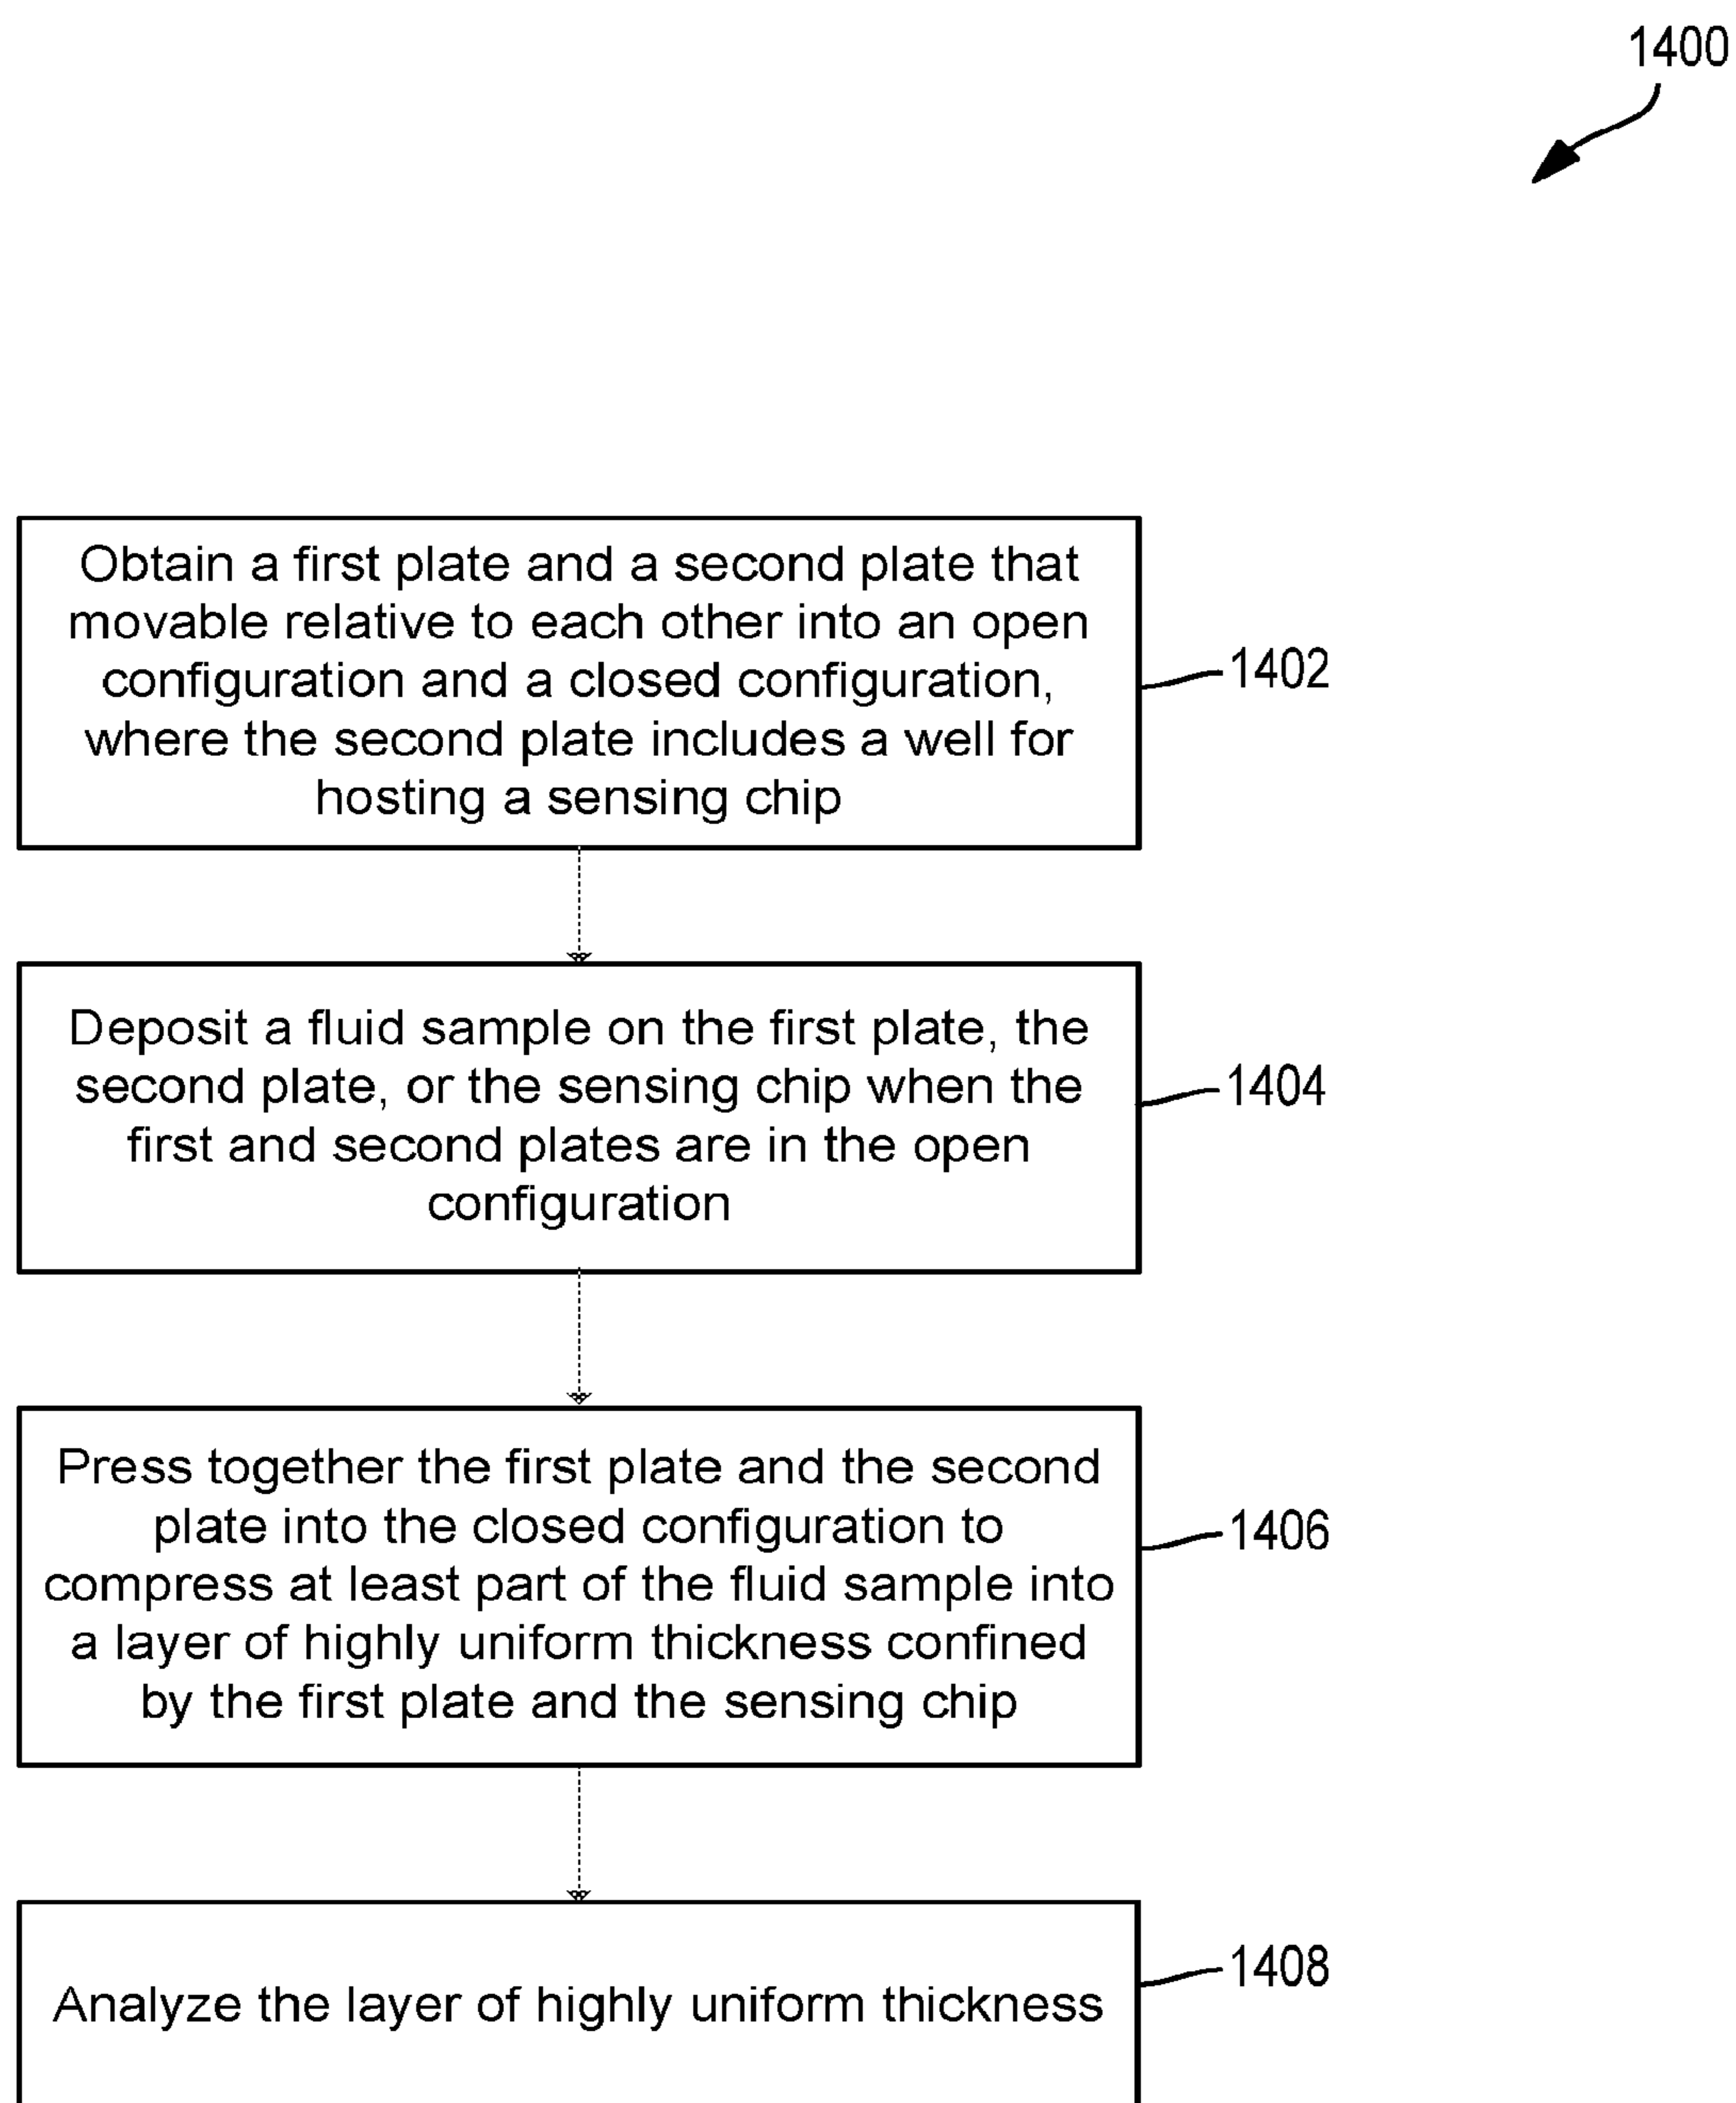 1400
Obtain a first plate and a second plate that
movable relative to each other into an open
configuration and a closed configuration,
where the second plate includes a well for
hosting a sensing chip
1402
Deposit a fluid sample on the first plate, the
second plate, or the sensing chip when the
first and second plates are in the open
configuration
1404
Press together the first plate and the second
plate into the closed configuration to
compress at least part of the fluid sample into
a layer of highly uniform thickness confined
by the first plate and the sensing chip
1406
Analyze the layer of highly uniform thickness
1408